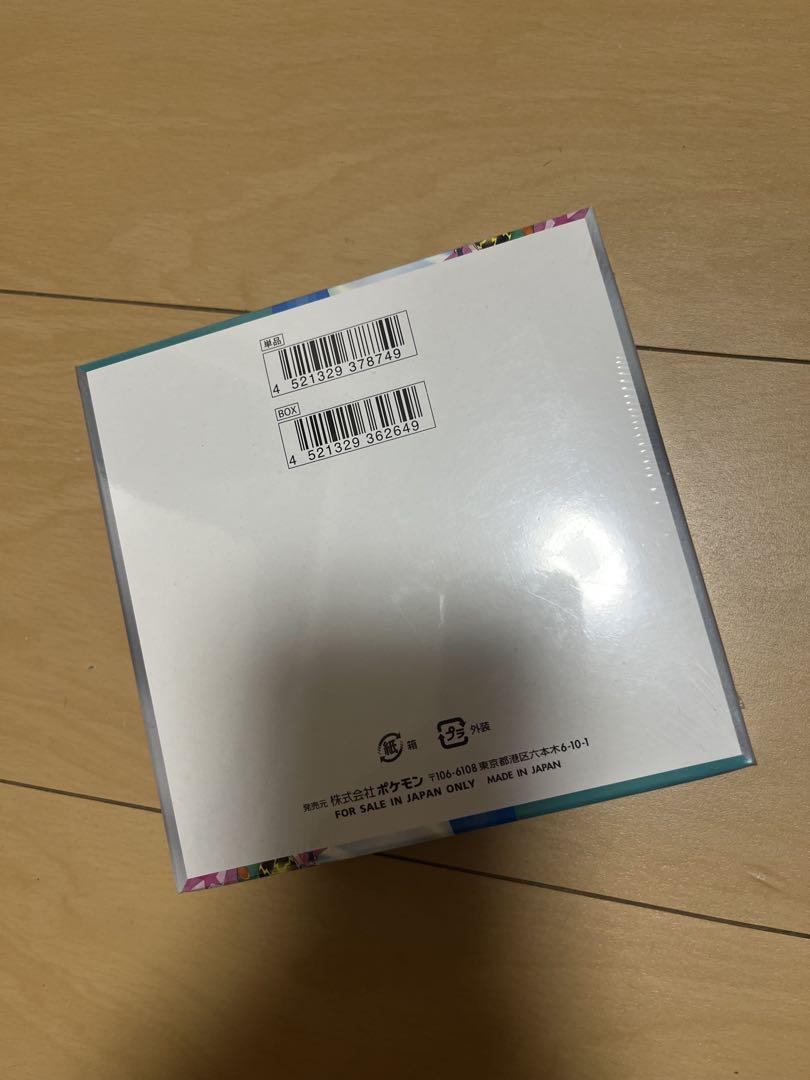 単品
4 521329 378749
BOX
4 521329 362649
紙 箱 プラ 外装
発売元 株式会社ポケモン 〒106-6108 東京都港区六本木6-10-1
FOR SALE IN JAPAN ONLY MADE IN JAPAN